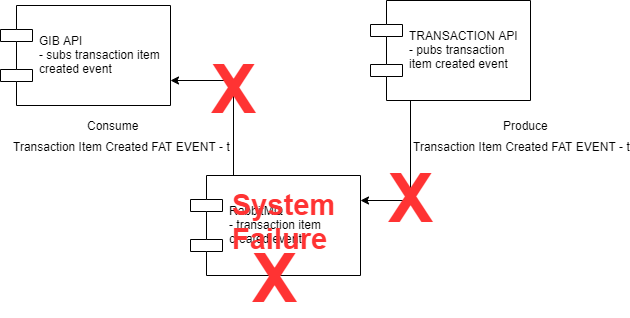 GIB API
- subs transaction item
created event
TRANSACTION API
- pubs transaction
item created event
X
Consume
Produce
Transaction Item Created FAT EVENT - t
Transaction Item Created FAT EVENT - t
X
RabbitMQ
- transaction item
created event
System
Failure
X